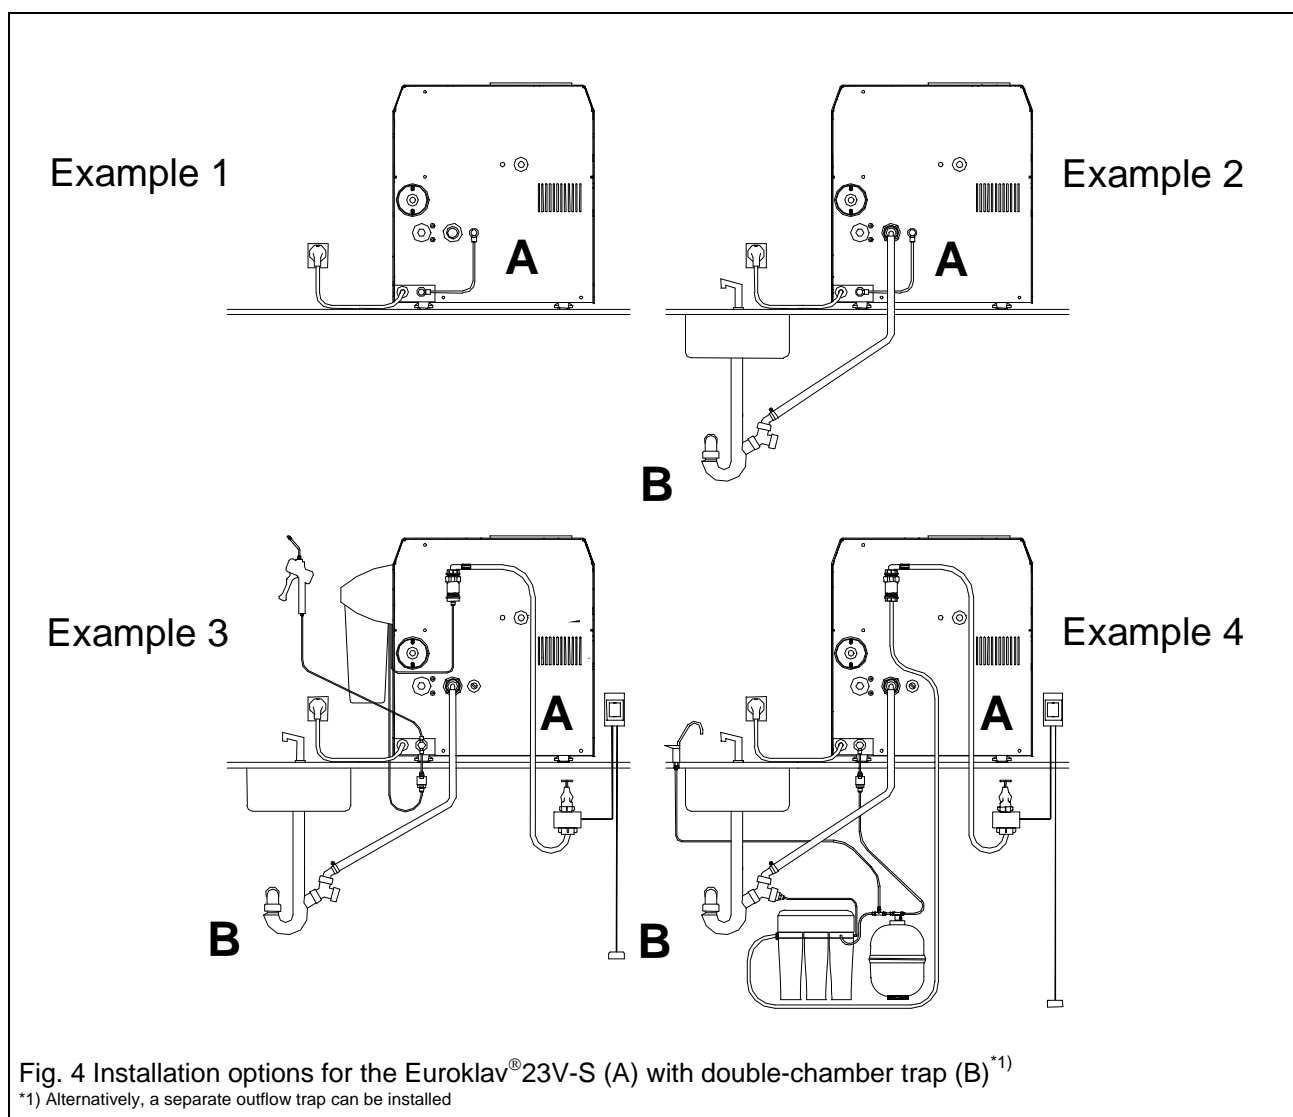 Example 1
A
Example 2
A
B
Example 3
A
B
Example 4
A
B
Fig. 4 Installation options for the Euroklav®23V-S (A) with double-chamber trap (B)*1)
*1) Alternatively, a separate outflow trap can be installed